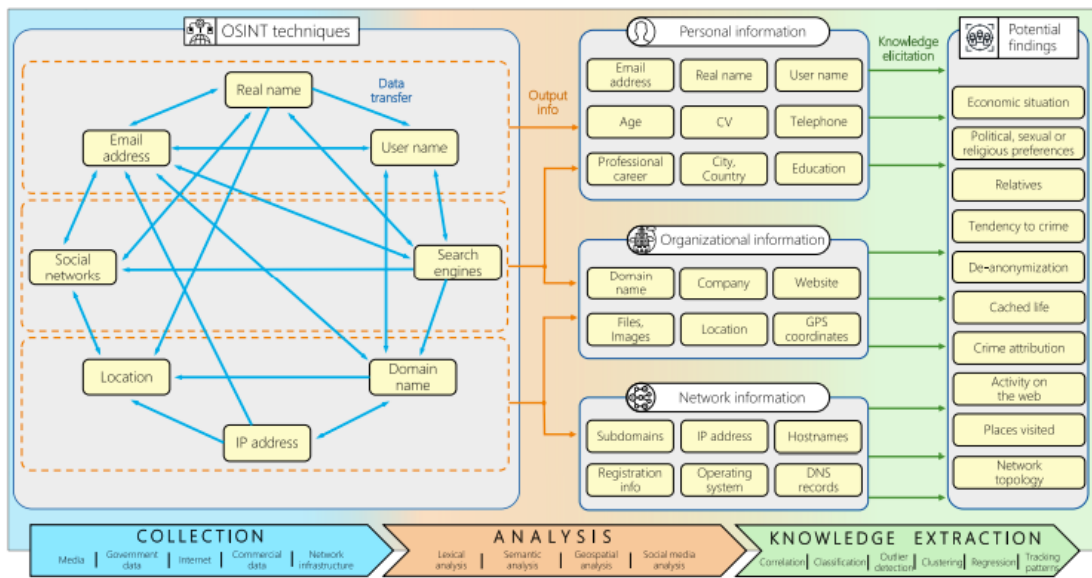 OSINT techniques
Real name
Data
transfer
Email
address
User name
Social
networks
Search
engines
Location
Domain
name
IP address
Output
info
Personal information
Email
address
Real name
User name
Age
CV
Telephone
Professional
career
City,
Country
Education
Organizational information
Domain
name
Company
Website
Files,
Images
Location
GPS
coordinates
Network information
Subdomains
IP address
Hostnames
Registration
info
Operating
system
DNS
records
Knowledge
elicitation
Potential
findings
Economic situation
Political, sexual or
religious preferences
Relatives
Tendency to crime
De-anonymization
Cached life
Crime attribution
Activity on
the web
Places visited
Network
topology
COLLECTION
Media
Government
data
Internet
Commercial
data
Network
infrastructure
ANALYSIS
Lexical
analysis
Semantic
analysis
Geospatial
analysis
Social media
analysis
KNOWLEDGE EXTRACTION
Correlation
Classification
Outlier
detection
Clustering
Regression
Tracking
patterns